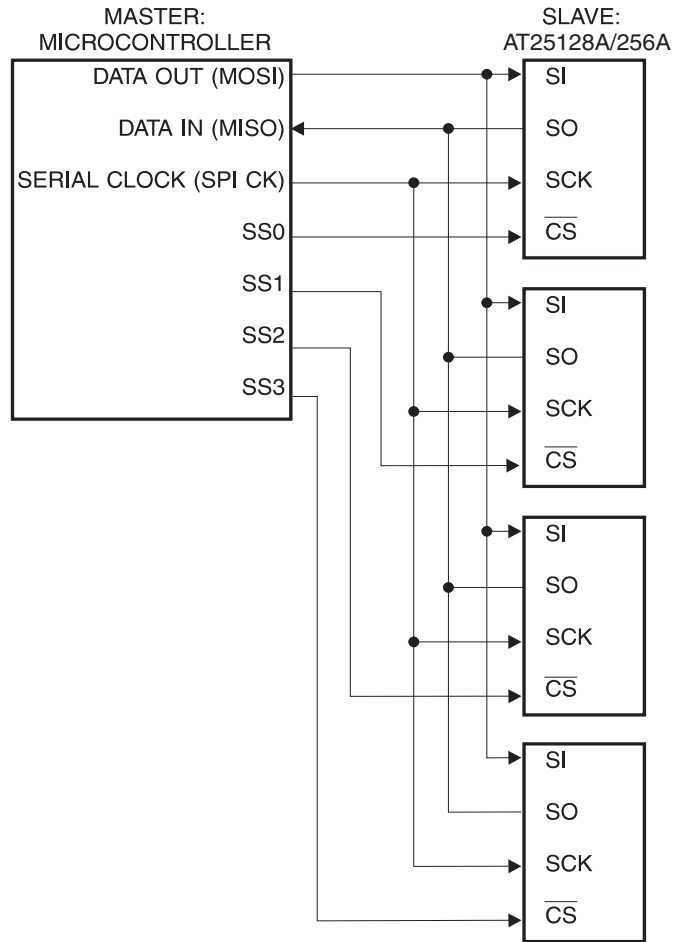 MASTER:
MICROCONTROLLER
DATA OUT (MOSI)
DATA IN (MISO)
SERIAL CLOCK (SPI CK)
SS0
SS1
SS2
SS3
SLAVE:
AT25128A/256A
SI
SO
SCK
CS
SI
SO
SCK
CS
SI
SO
SCK
CS
SI
SO
SCK
CS